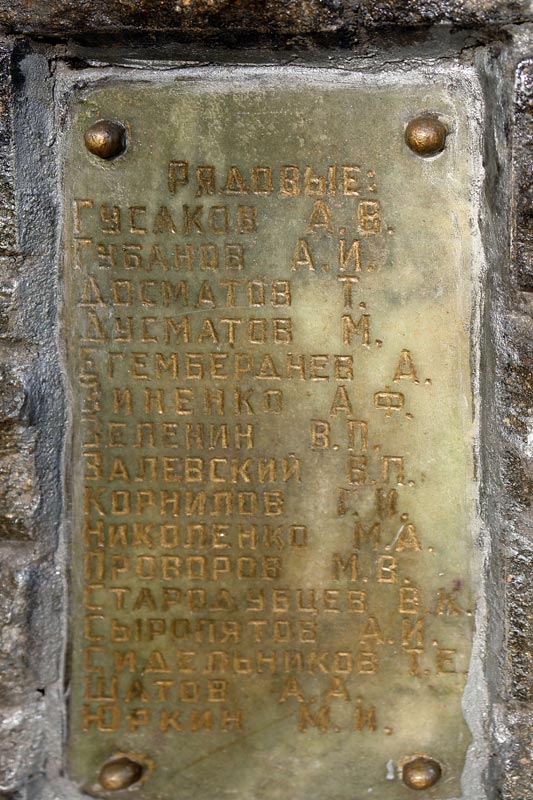 Рядовые:
Гусаков А.В.
Губанов А.И.
Досматов Т.
Дусматов М.
Егембердиев А.
Зиненко А.Ф.
Зеленин В.П.
Залевский В.П.
Корнилов Г.И.
Николенко М.А.
Проворов М.В.
Стародубцев В.К.
Сыропятов А.И.
Сидельников Т.Е.
Шатов А.А.
Юркин М.И.